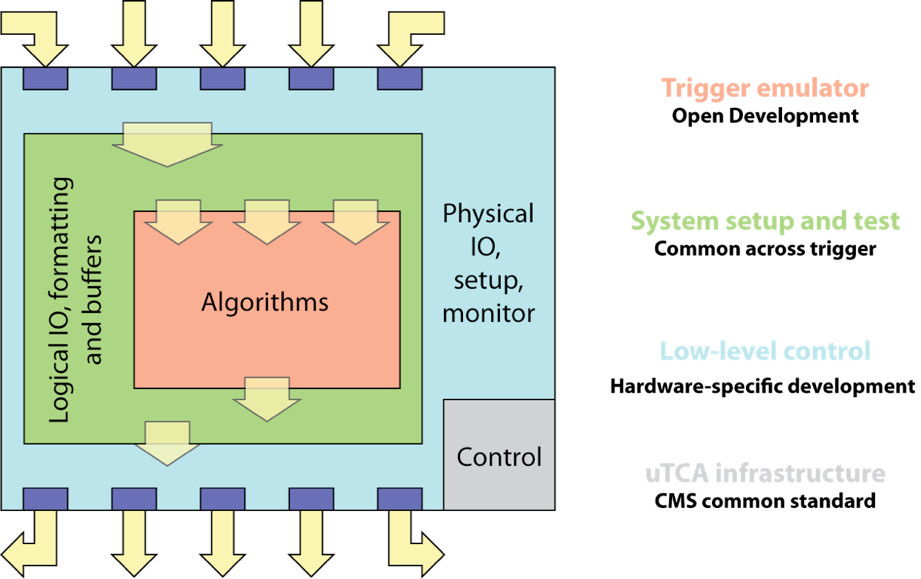 Logical IO, formatting
and buffers
Algorithms
Physical
IO,
setup,
monitor
Control
Trigger emulator
Open Development
System setup and test
Common across trigger
Low-level control
Hardware-specific development
uTCA infrastructure
CMS common standard